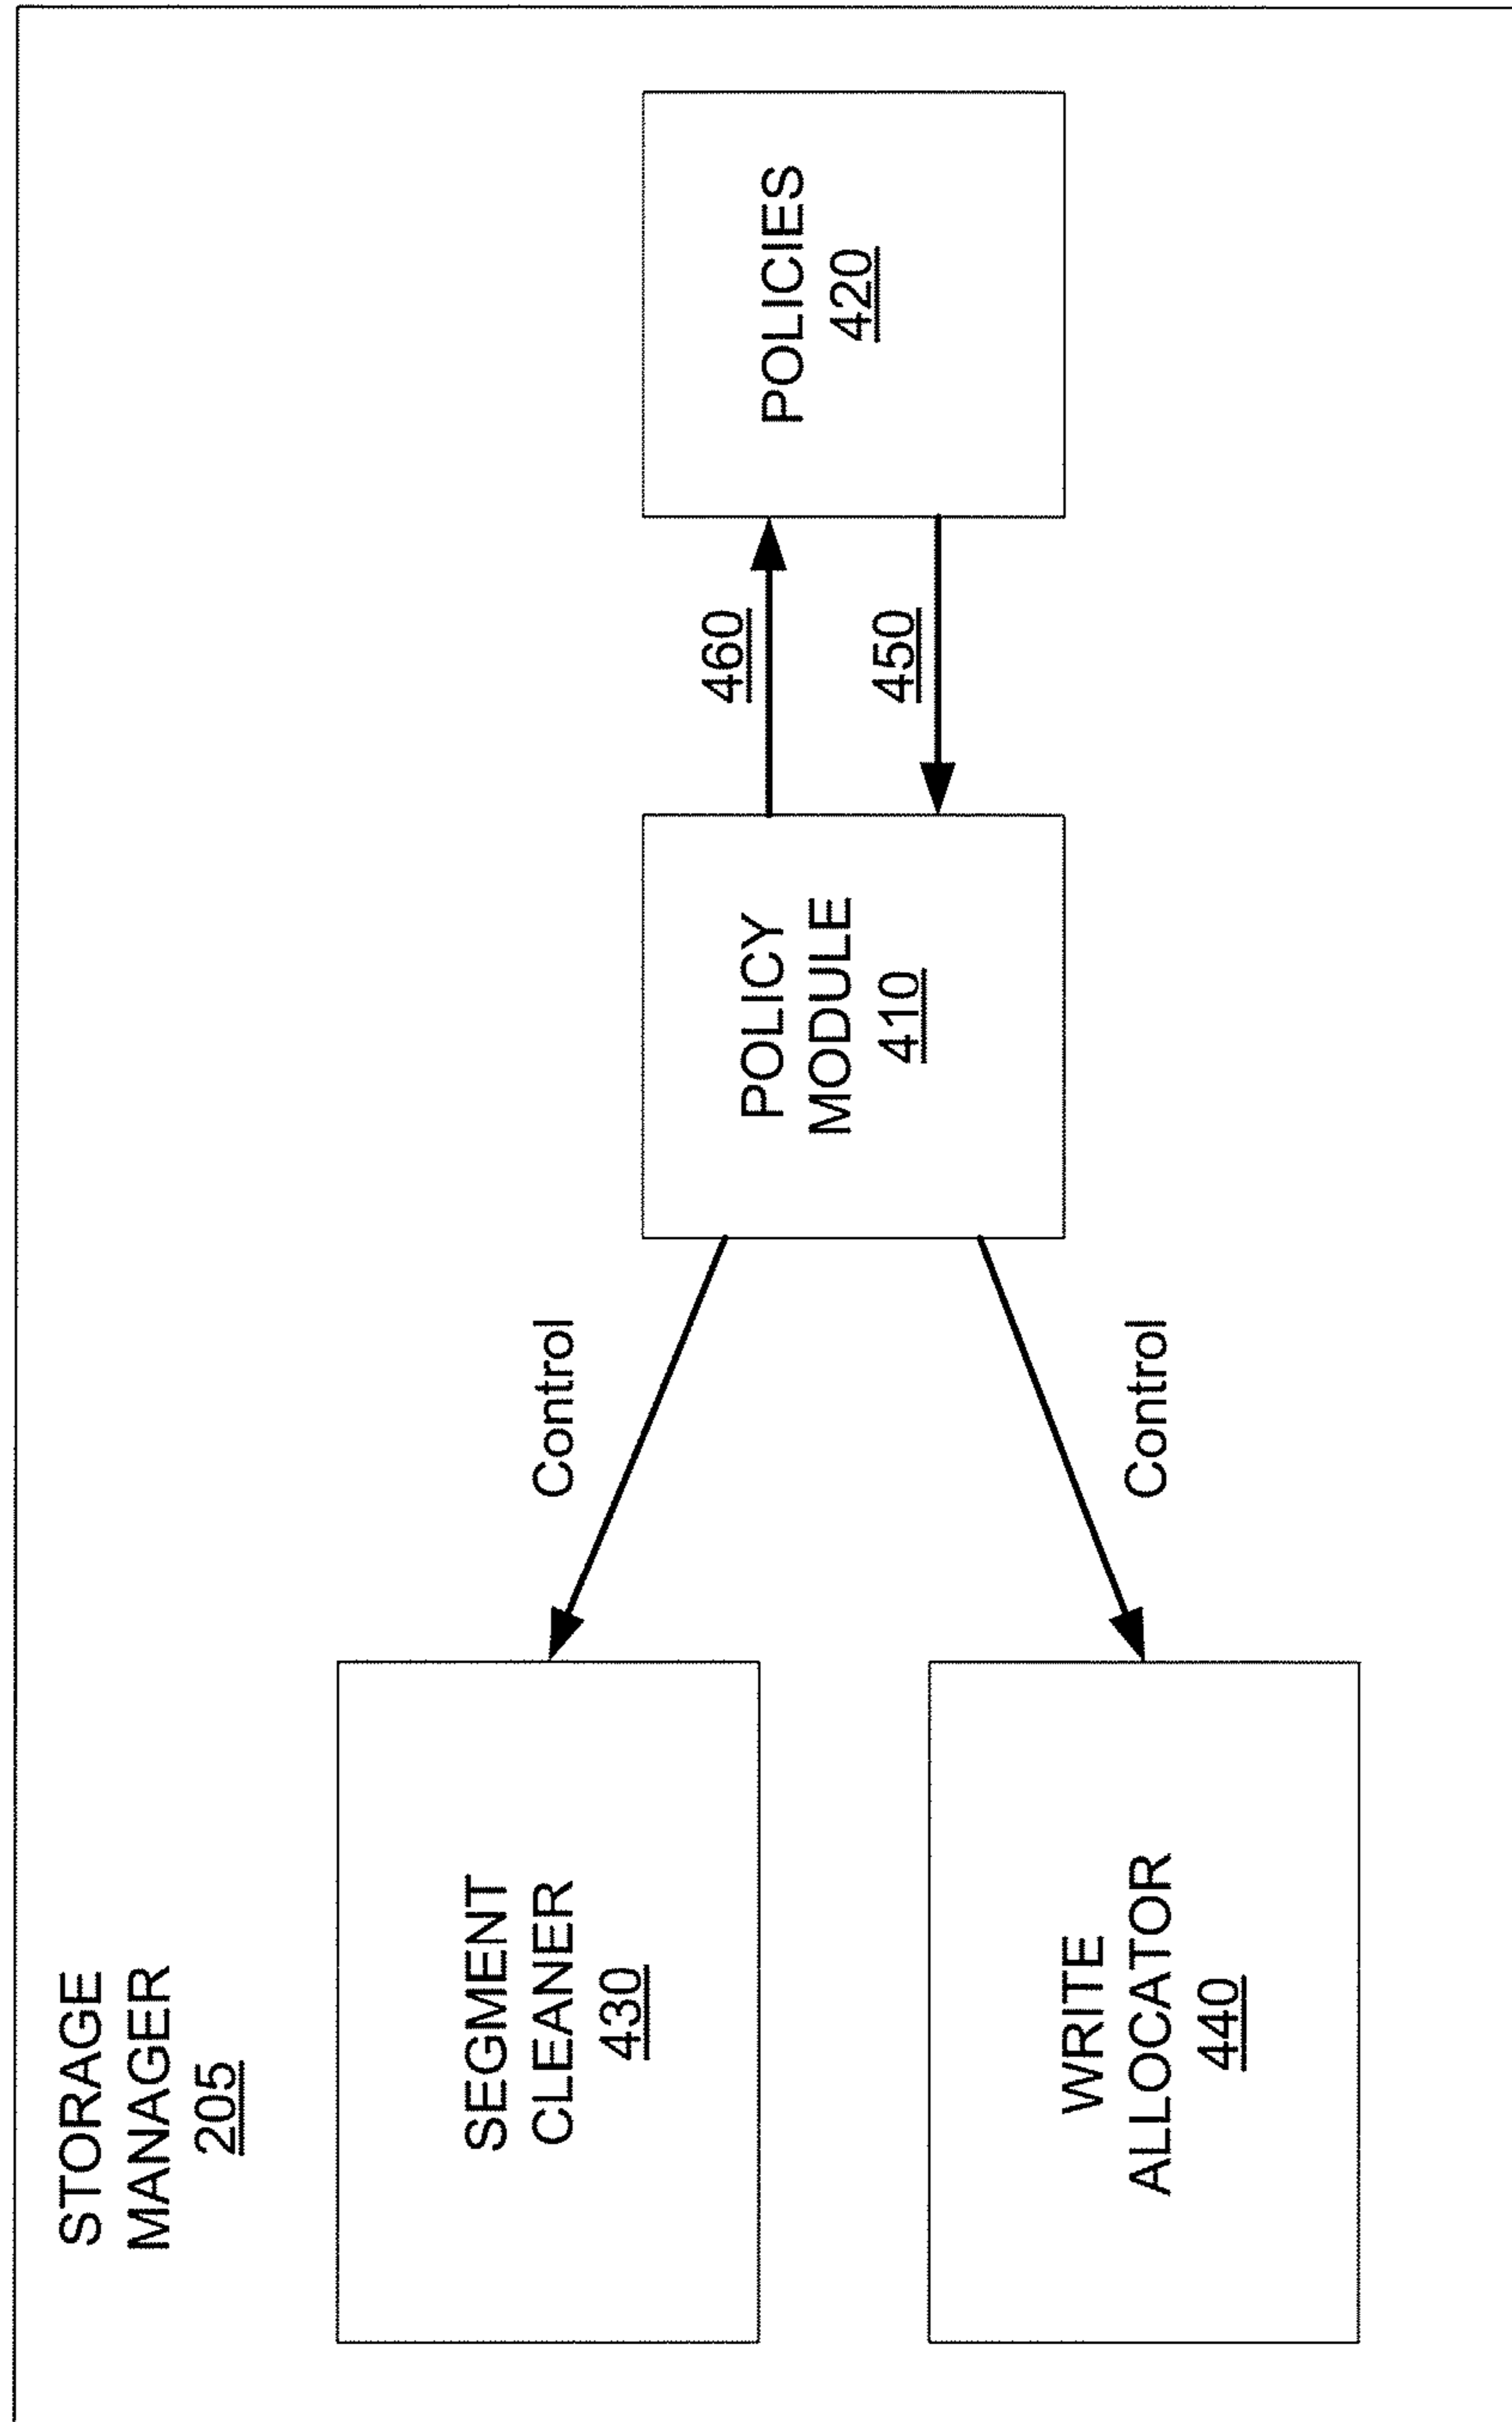 STORAGE
MANAGER
205
SEGMENT
CLEANER
430
Control
POLICY
MODULE
410
460
450
POLICIES
420
WRITE
ALLOCATOR
440
Control